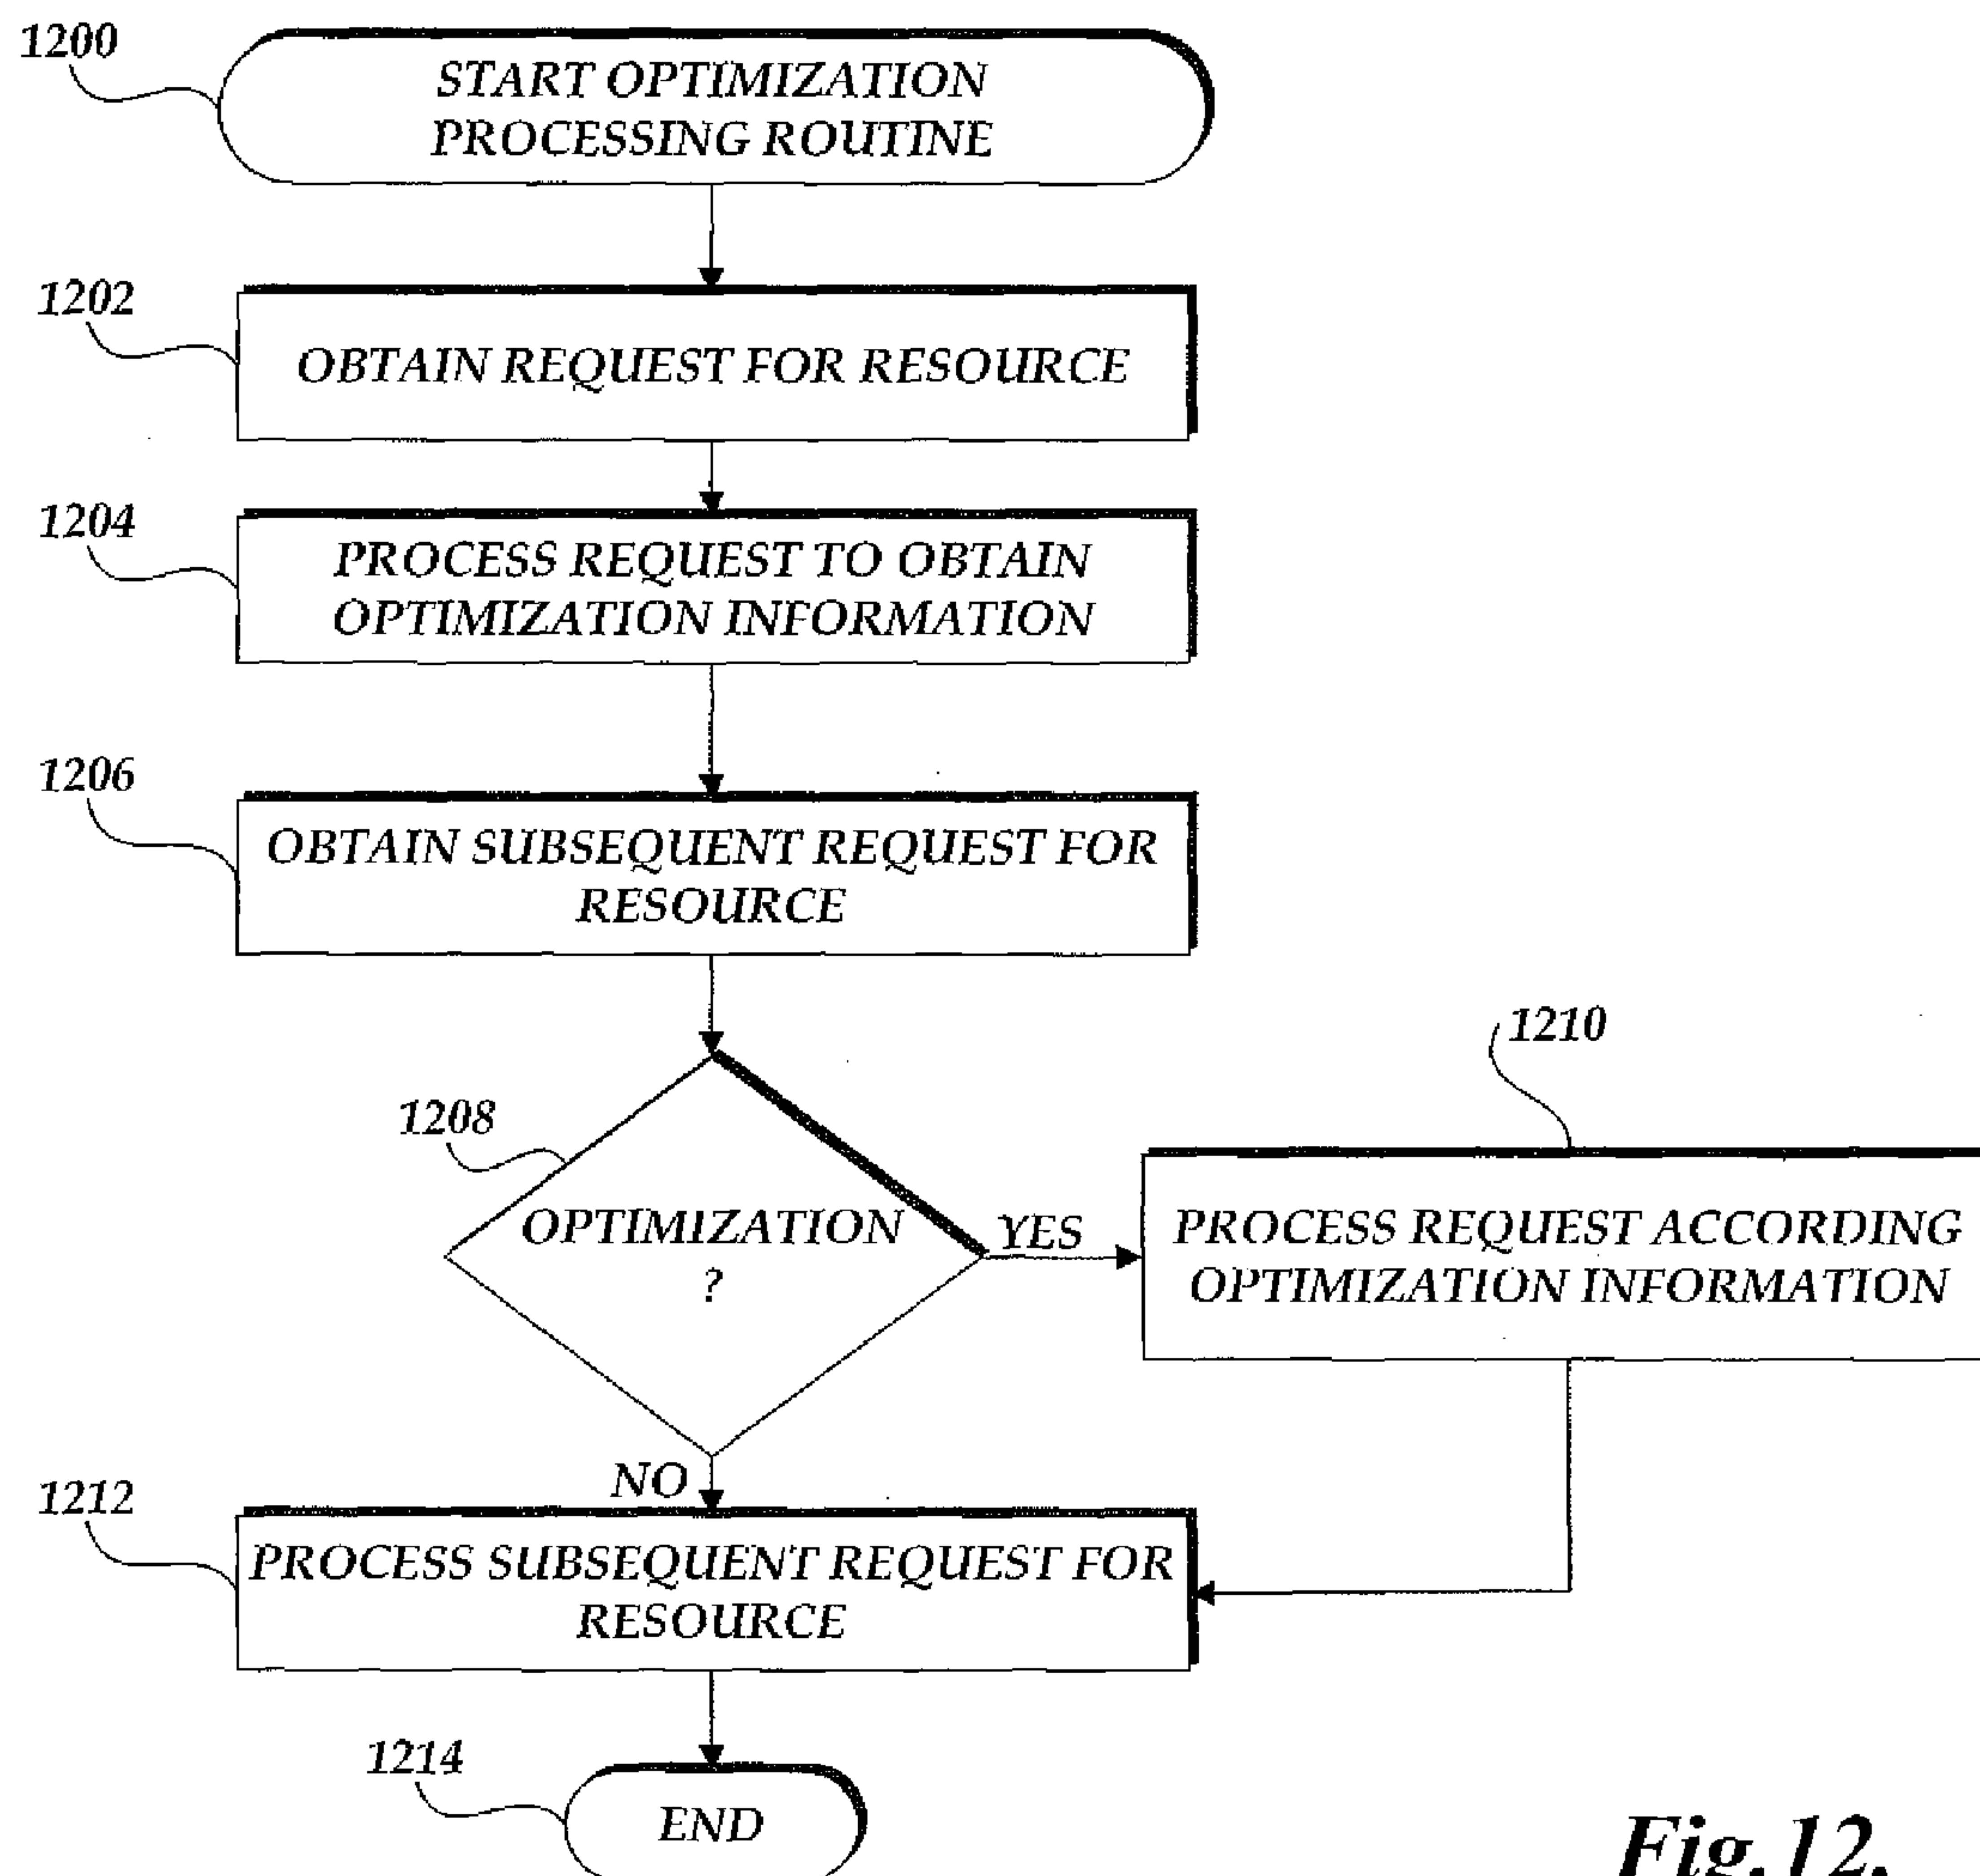 1200
START OPTIMIZATION
PROCESSING ROUTINE
1202
OBTAIN REQUEST FOR RESOURCE
1204
PROCESS REQUEST TO OBTAIN
OPTIMIZATION INFORMATION
1206
OBTAIN SUBSEQUENT REQUEST FOR
RESOURCE
1208
OPTIMIZATION
?
YES
1210
PROCESS REQUEST ACCORDING
OPTIMIZATION INFORMATION
NO
1212
PROCESS SUBSEQUENT REQUEST FOR
RESOURCE
1214
END
Fig.12.